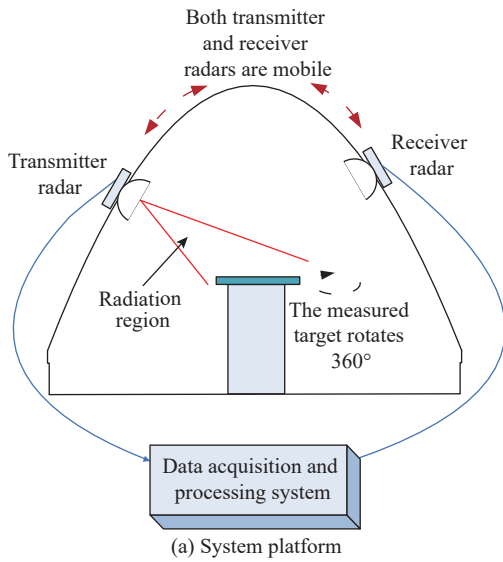 Both transmitter
and receiver
radars are mobile
Transmitter
radar
Receiver
radar
Radiation
region
The measured
target rotates
360°
Data acquisition and
processing system
(a) System platform